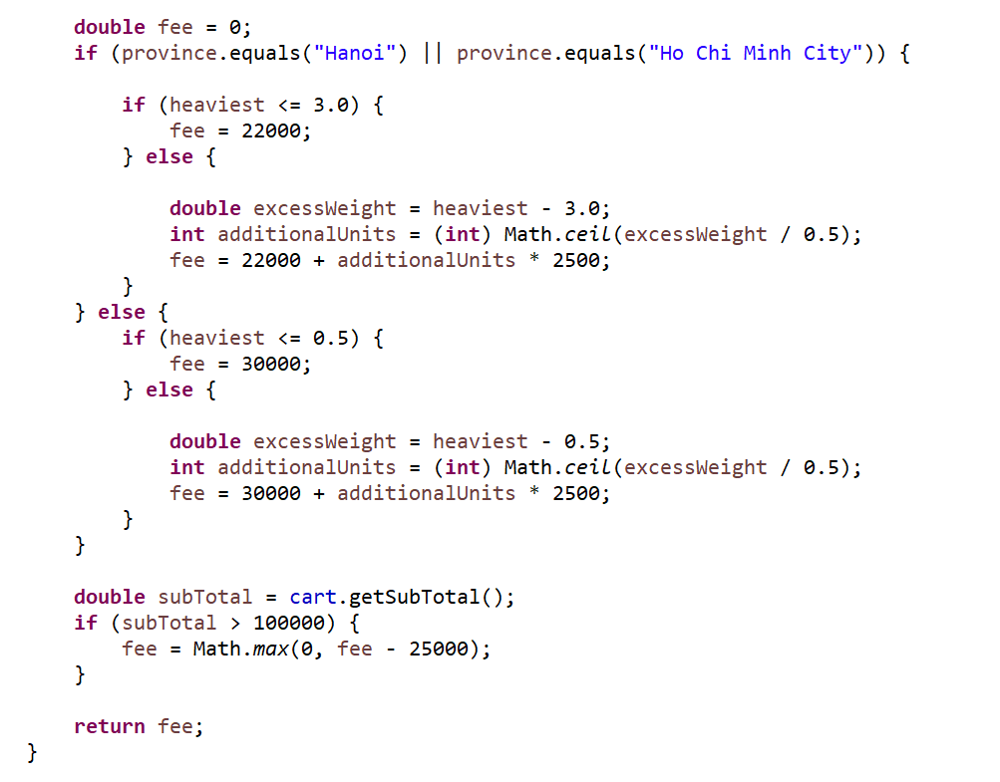 double fee = 0;
    if (province.equals("Hanoi") || province.equals("Ho Chi Minh City")) {

        if (heaviest <= 3.0) {
            fee = 22000;
        } else {

            double excessWeight = heaviest - 3.0;
            int additionalUnits = (int) Math.ceil(excessWeight / 0.5);
            fee = 22000 + additionalUnits * 2500;
        }
    } else {
        if (heaviest <= 0.5) {
            fee = 30000;
        } else {

            double excessWeight = heaviest - 0.5;
            int additionalUnits = (int) Math.ceil(excessWeight / 0.5);
            fee = 30000 + additionalUnits * 2500;
        }
    }

    double subTotal = cart.getSubTotal();
    if (subTotal > 100000) {
        fee = Math.max(0, fee - 25000);
    }

    return fee;
}